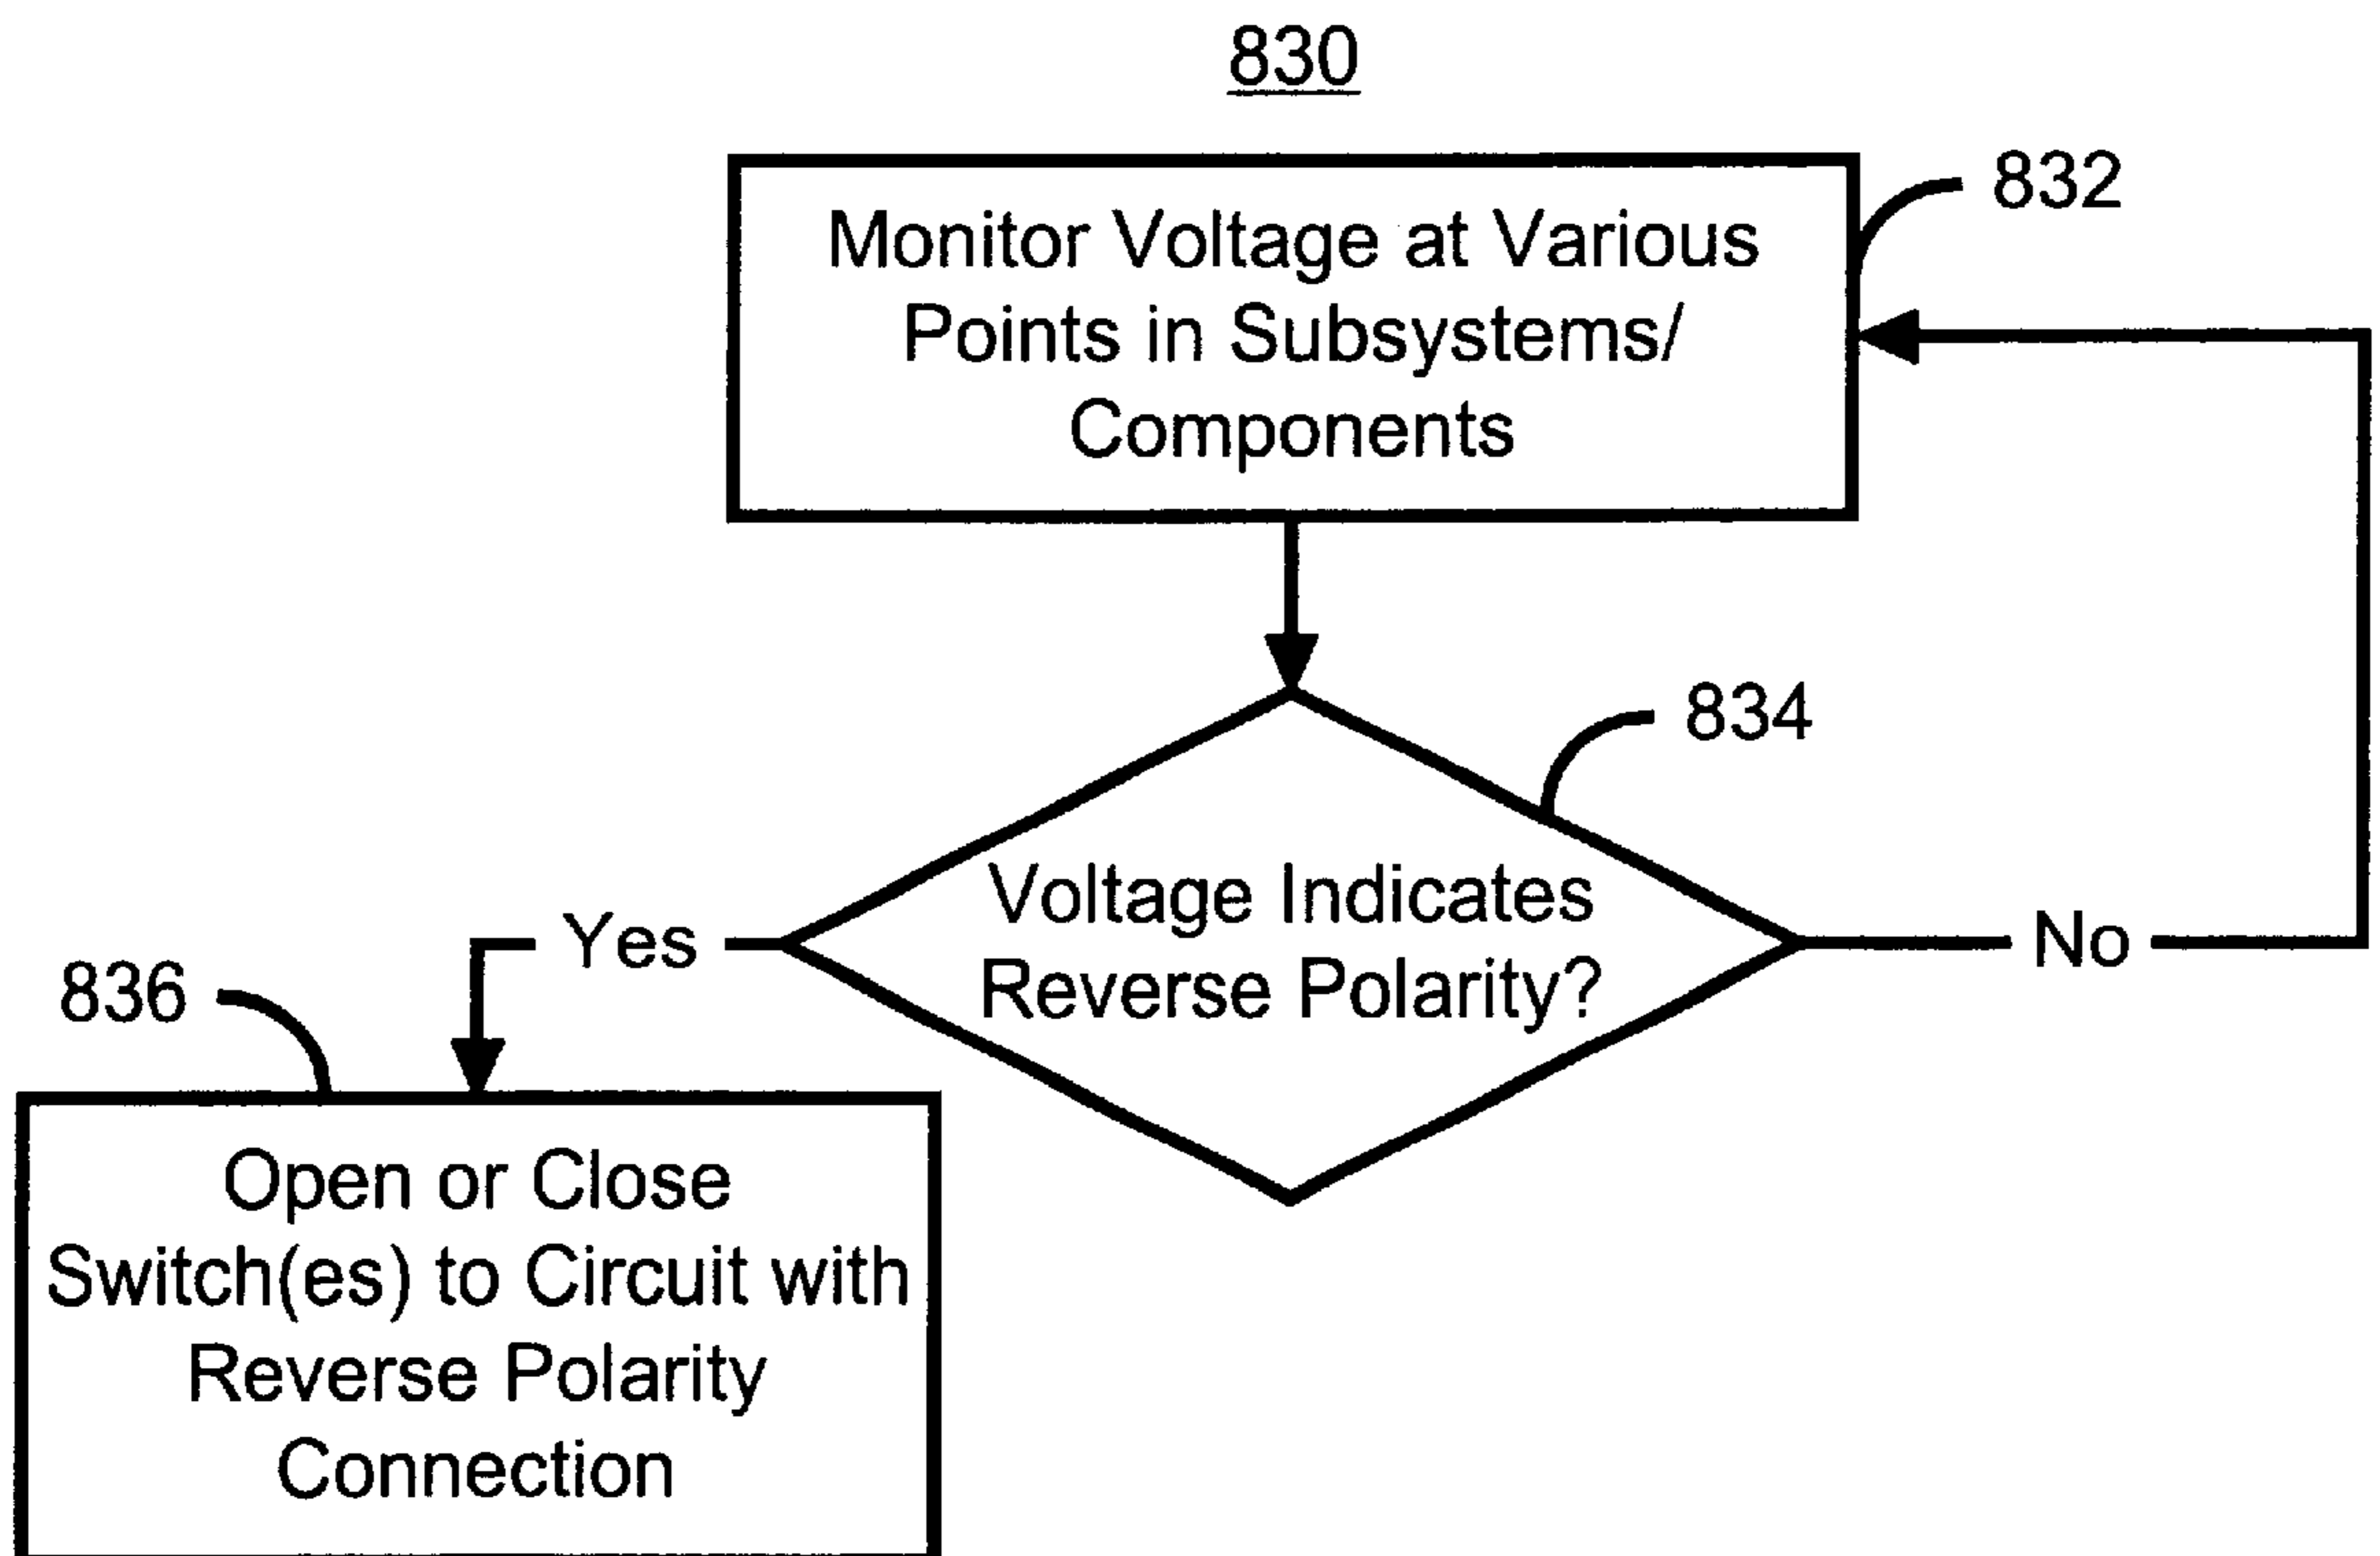 830
832
Monitor Voltage at Various
Points in Subsystems/
Components
834
Voltage Indicates
Reverse Polarity?
Yes
No
836
Open or Close
Switch(es) to Circuit with
Reverse Polarity
Connection